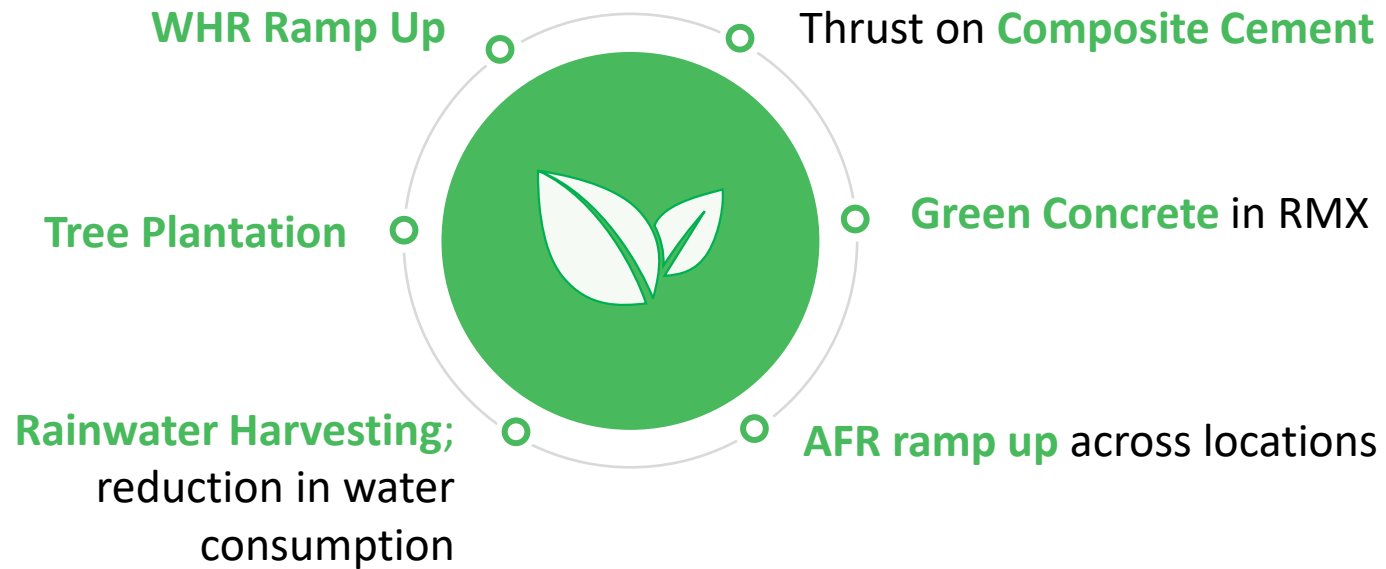 WHR Ramp Up
Thrust on Composite Cement
Tree Plantation
Green Concrete in RMX
Rainwater Harvesting;
reduction in water
consumption
AFR ramp up across locations